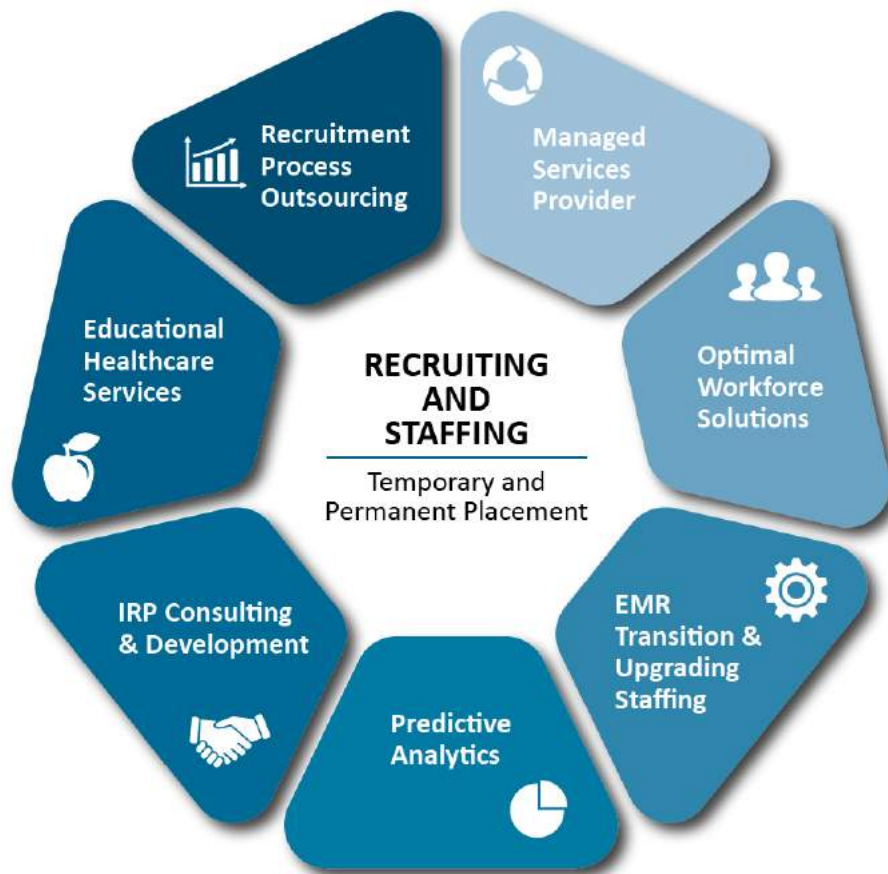 Recruitment
Process
Outsourcing
Managed
Services
Provider
Optimal
Workforce
Solutions
EMR
Transition &
Upgrading
Staffing
Predictive
Analytics
IRP Consulting
& Development
Educational
Healthcare
Services
RECRUITING
AND
STAFFING
Temporary and
Permanent Placement